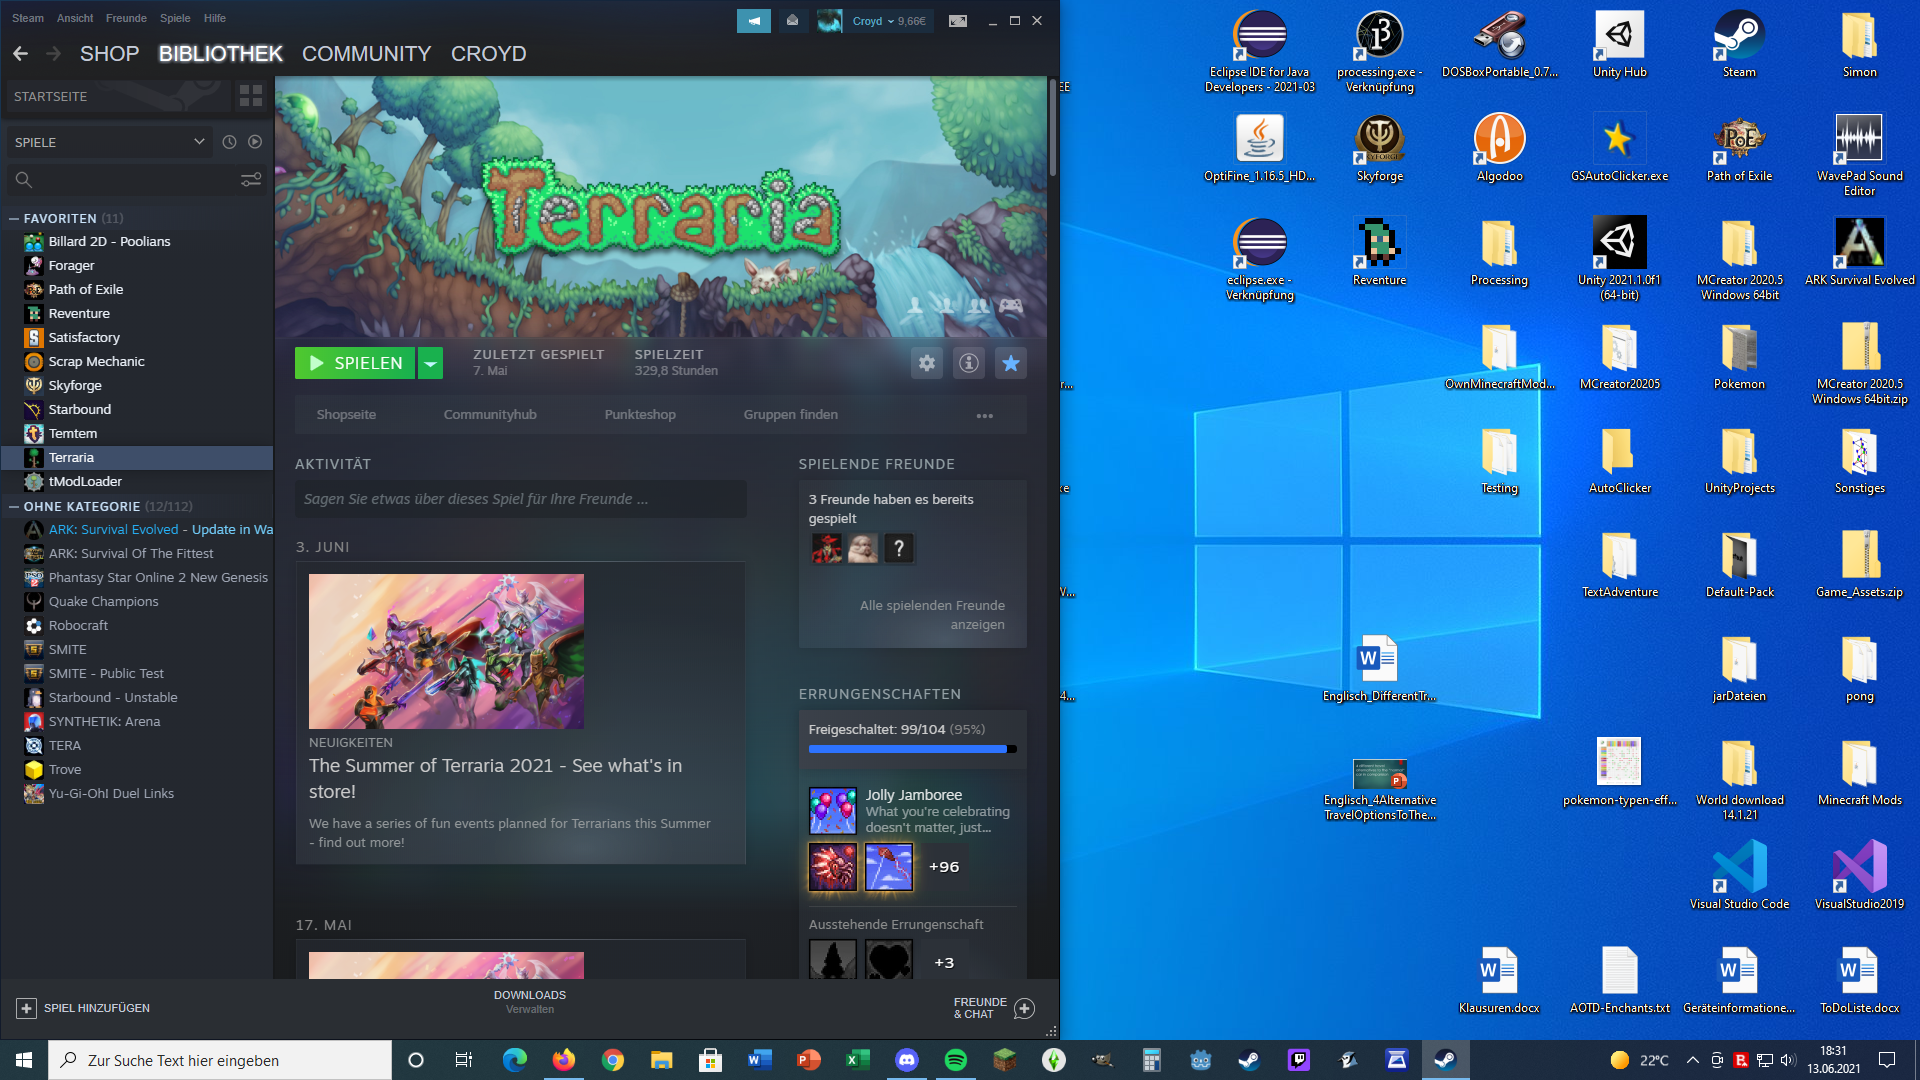 Steam Ansicht Freunde Spiele Hilfe
Croyd 9,66€
SHOP BIBLIOTHEK COMMUNITY CROYD
STARTSEITE
SPIELE
FAVORITEN (11)
Billard 2D - Poolians
Forager
Path of Exile
Reventure
Satisfactory
Scrap Mechanic
Skyforge
Starbound
Temtem
Terraria
tModLoader
OHNE KATEGORIE (12/112)
ARK: Survival Evolved - Update in Wa
ARK: Survival Of The Fittest
Phantasy Star Online 2 New Genesis
Quake Champions
Robocraft
SMITE
SMITE - Public Test
Starbound - Unstable
SYNTHETIK: Arena
TERA
Trove
Yu-Gi-Oh! Duel Links
SPIEL HINZUFÜGEN
Terraria
SPIELEN
ZULETZT GESPIELT
7. Mai
SPIELZEIT
329,8 Stunden
Shopseite Communityhub Punkteshop Gruppen finden
AKTIVITÄT
Sagen Sie etwas über dieses Spiel für Ihre Freunde ...
3. JUNI
NEUIGKEITEN
The Summer of Terraria 2021 - See what's in
store!
We have a series of fun events planned for Terrarians this Summer
- find out more!
17. MAI
SPIELENDE FREUNDE
3 Freunde haben es bereits
gespielt
?
Alle spielenden Freunde
anzeigen
ERRUNGENSCHAFTEN
Freigeschaltet: 99/104 (95%)
Jolly Jamboree
What you're celebrating
doesn't matter, just...
+96
Ausstehende Errungenschaft
+3
DOWNLOADS
Verwalten
FREUNDE
& CHAT
EE
r...
xe
V...
4...
Eclipse IDE for Java
Developers - 2021-03
processing.exe -
Verknüpfung
DOSBoxPortable_0.7...
Unity Hub
Steam
Simon
OptiFine_1.16.5_HD...
Skyforge
Algodoo
GSAutoClicker.exe
Path of Exile
WavePad Sound
Editor
eclipse.exe -
Verknüpfung
Reventure
Processing
Unity 2021.1.0f1
(64-bit)
MCreator 2020.5
Windows 64bit
ARK Survival Evolved
OwnMinecraftMod...
MCreator20205
Pokemon
MCreator 2020.5
Windows 64bit.zip
Testing
AutoClicker
UnityProjects
Sonstiges
TextAdventure
Default-Pack
Game_Assets.zip
Englisch_DifferentTr...
jarDateien
pong
Englisch_4Alternative
TravelOptionsToThe...
pokemon-typen-eff...
World download
14.1.21
Minecraft Mods
Visual Studio Code
VisualStudio2019
Klausuren.docx
AOTD-Enchants.txt
Geräteinformatione...
ToDoListe.docx
Zur Suche Text hier eingeben
22°C
18:31
13.06.2021